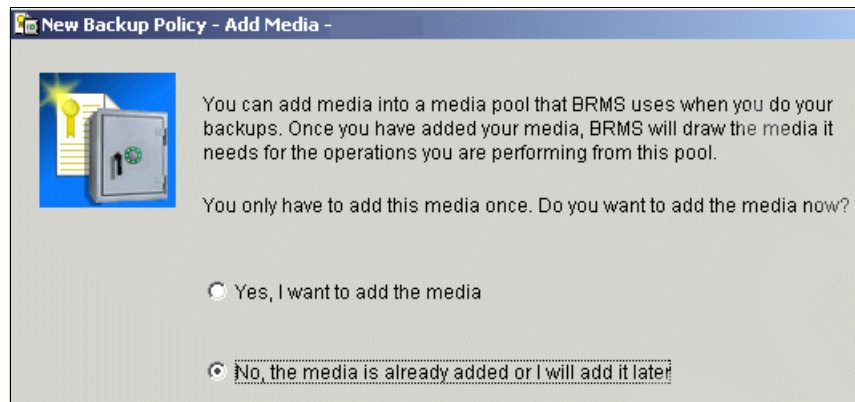 New Backup Policy - Add Media -
You can add media into a media pool that BRMS uses when you do your
backups. Once you have added your media, BRMS will draw the media it
needs for the operations you are performing from this pool.
You only have to add this media once. Do you want to add the media now?
Yes, I want to add the media
No, the media is already added or I will add it later